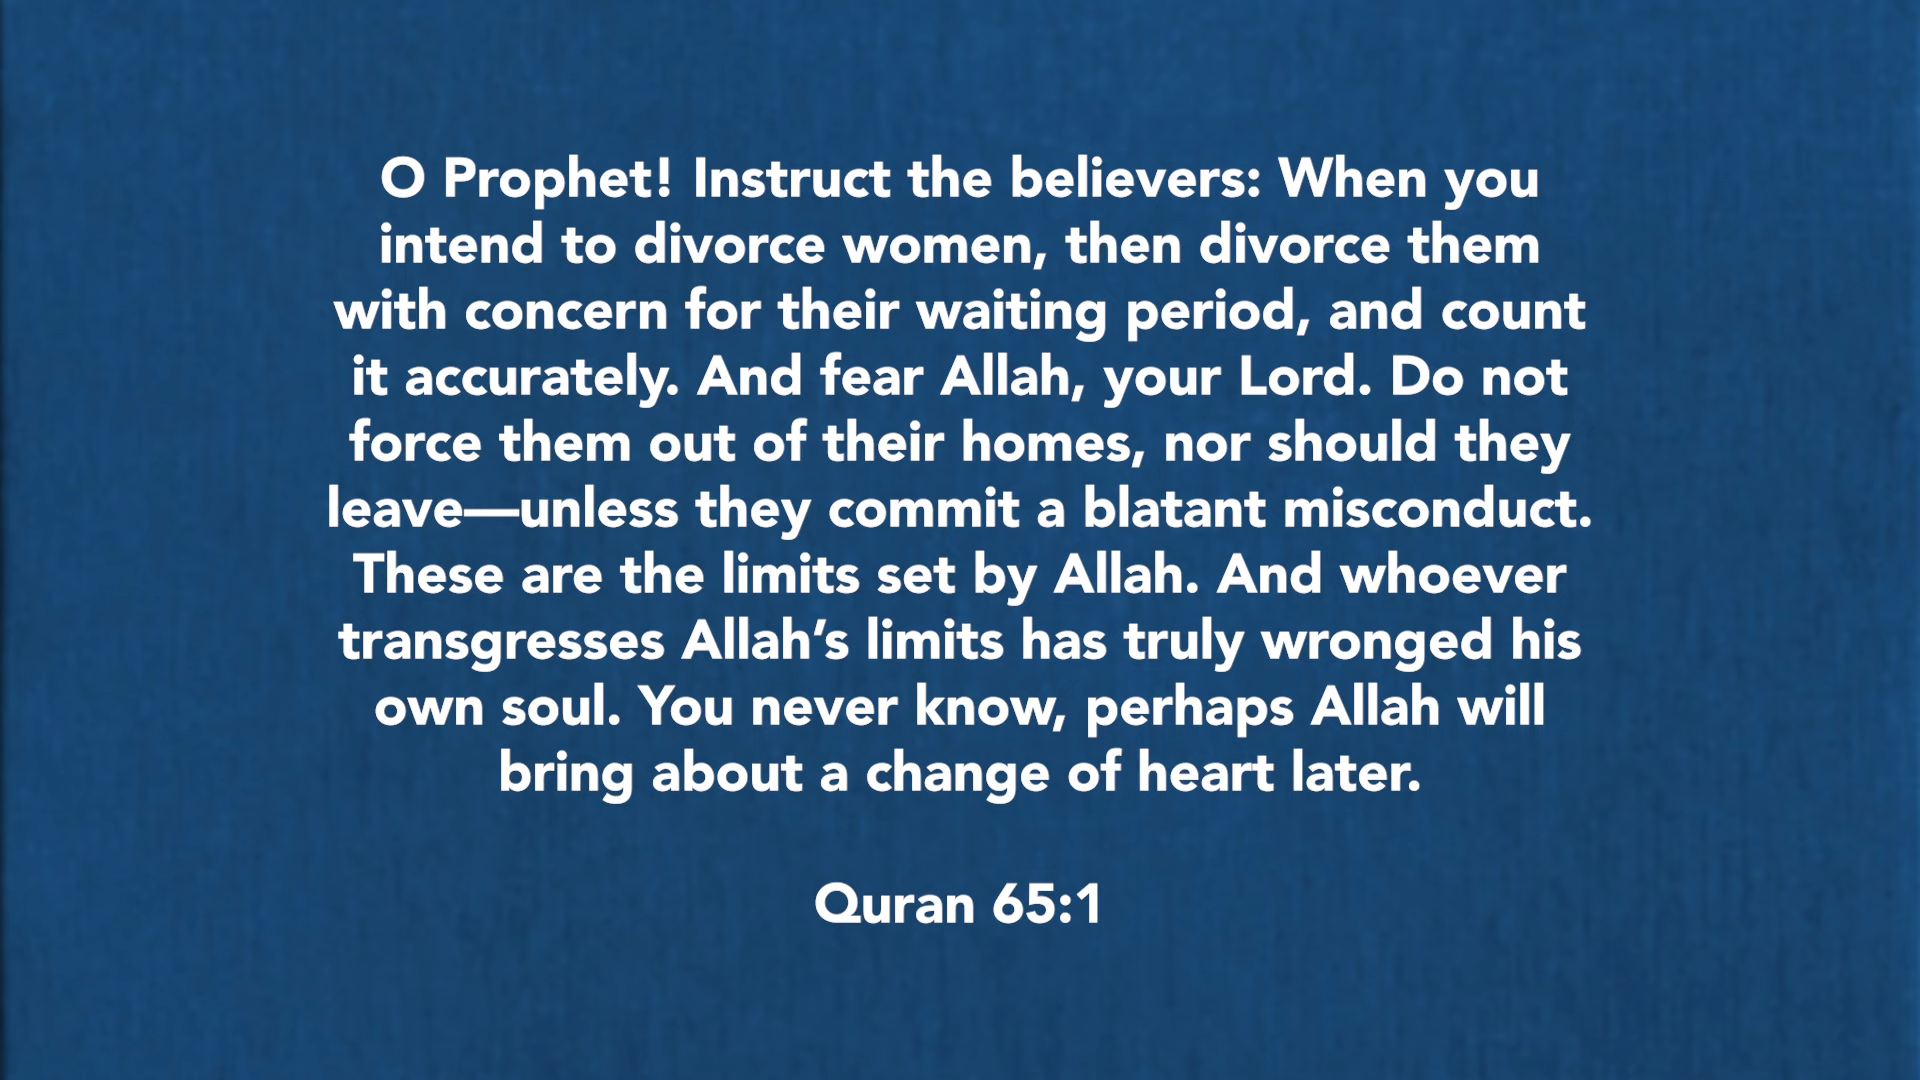 O Prophet! Instruct the believers: When you
intend to divorce women, then divorce them
with concern for their waiting period, and count
it accurately. And fear Allah, your Lord. Do not
force them out of their homes, nor should they
leave—unless they commit a blatant misconduct.
These are the limits set by Allah. And whoever
transgresses Allah’s limits has truly wronged his
own soul. You never know, perhaps Allah will
bring about a change of heart later.
Quran 65:1